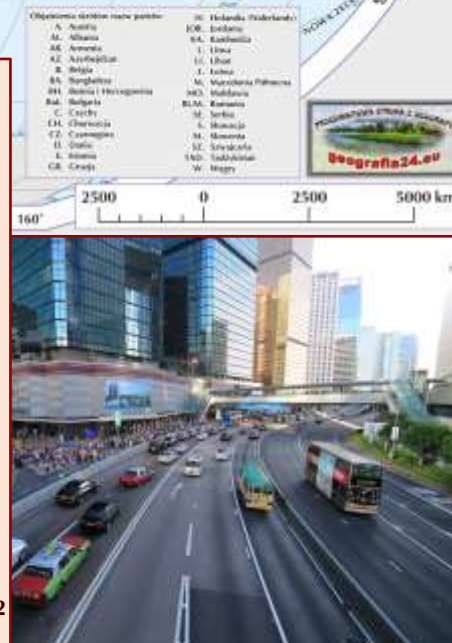 Objaśnienia skrótów nazw państw:
A. Austria
AL. Albania
AR. Armenia
AZ. Azerbejdżan
B. Belgia
BA. Bangladesz
BH. Bośnia i Hercegowina
Buł. Bułgaria
C. Czechy
CH. Chorwacja
CZ. Czarnogóra
D. Dania
E. Estonia
GR. Gruzja
H. Holandia (Niderlandy)
JOR. Jordania
KA. Kambodża
L. Litwa
LI. Liban
Ł. Łotwa
M. Macedonia Północna
MO. Mołdawia
RUM. Rumunia
SE. Serbia
S. Słowacja
SŁ. Słowenia
SZ. Szwajcaria
TAD. Tadżykistan
W. Węgry
geografia24.eu
2500 0 2500 5000 km
160°
2